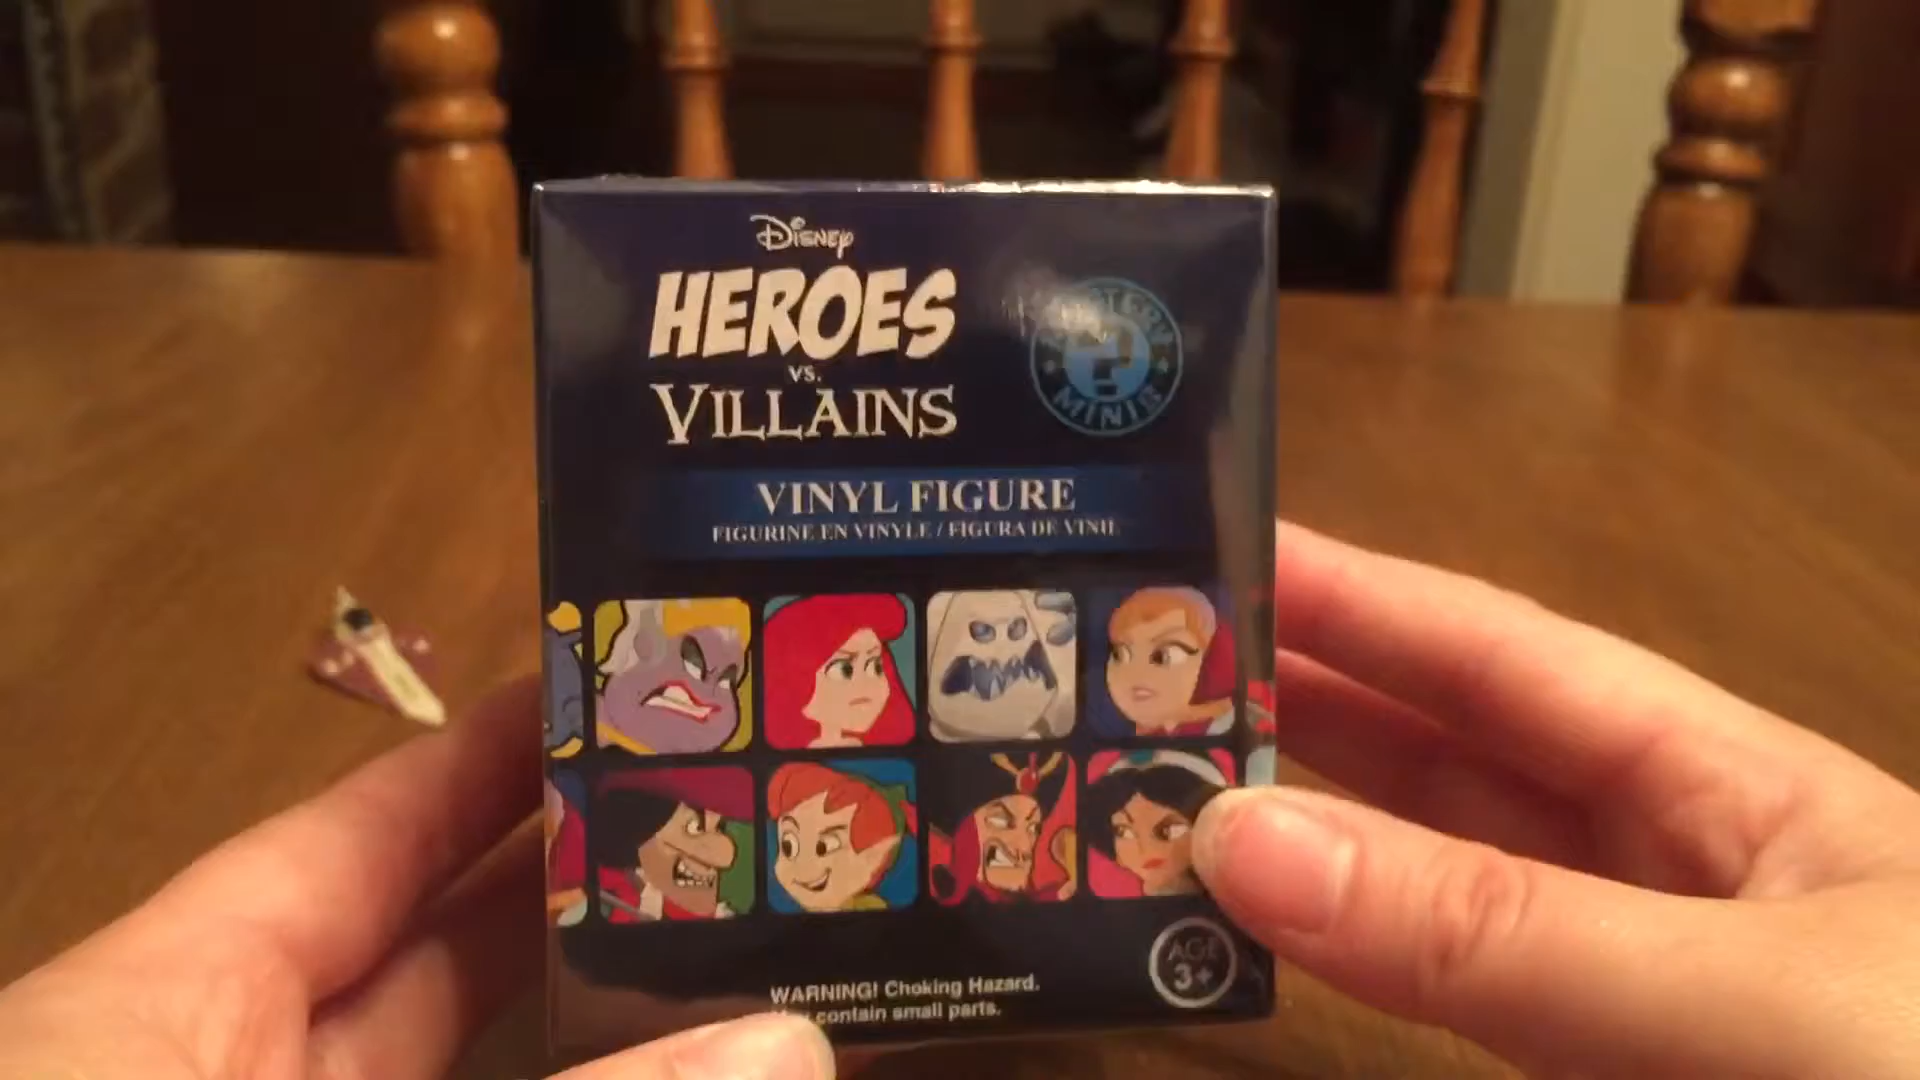 DISNEY
HEROES
VS.
VILLAINS
MYSTERY
?
MINIS
VINYL FIGURE
FIGURINE EN VINYLE / FIGURA DE VINIL
AGE
3+
WARNING! Choking Hazard.
contain small parts.